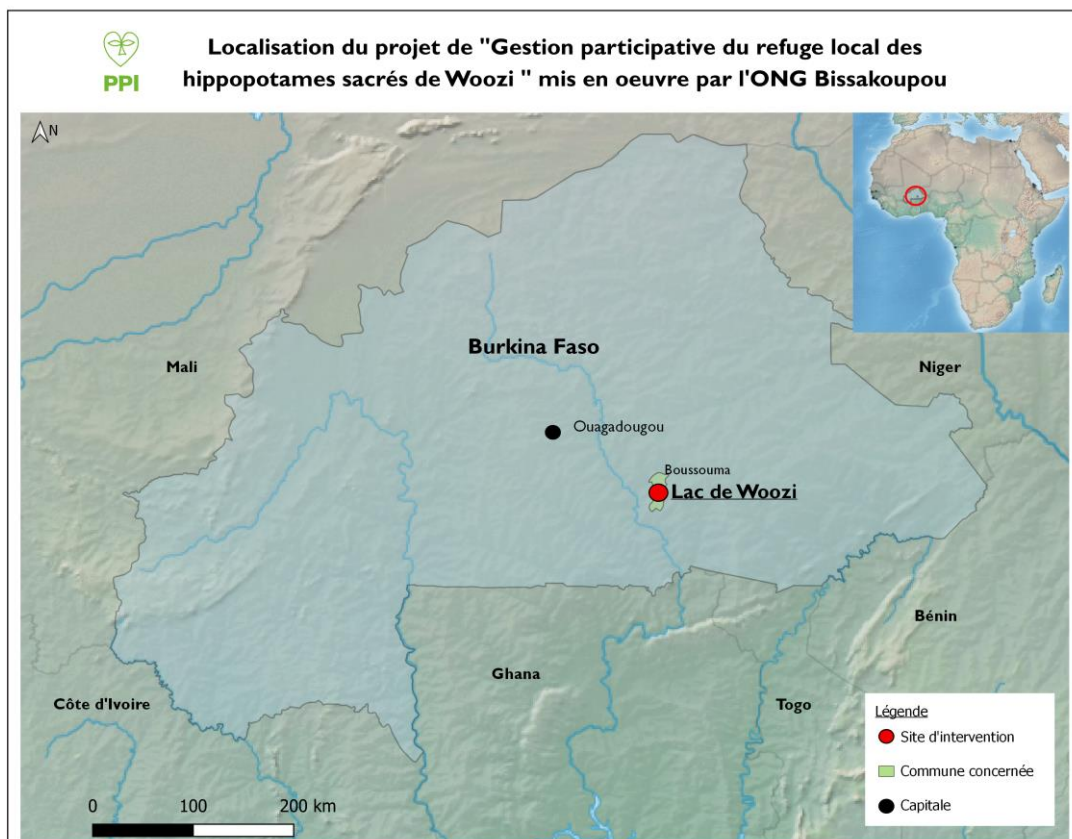 PPI
Localisation du projet de "Gestion participative du refuge local des
hippopotames sacrés de Woozi " mis en oeuvre par l'ONG Bissakoupou
N
Burkina Faso
Mali
Niger
Ouagadougou
Boussouma
Lac de Woozi
Bénin
Ghana
Togo
Côte d'Ivoire
Légende
Site d'intervention
Commune concernée
Capitale
0 100 200 km